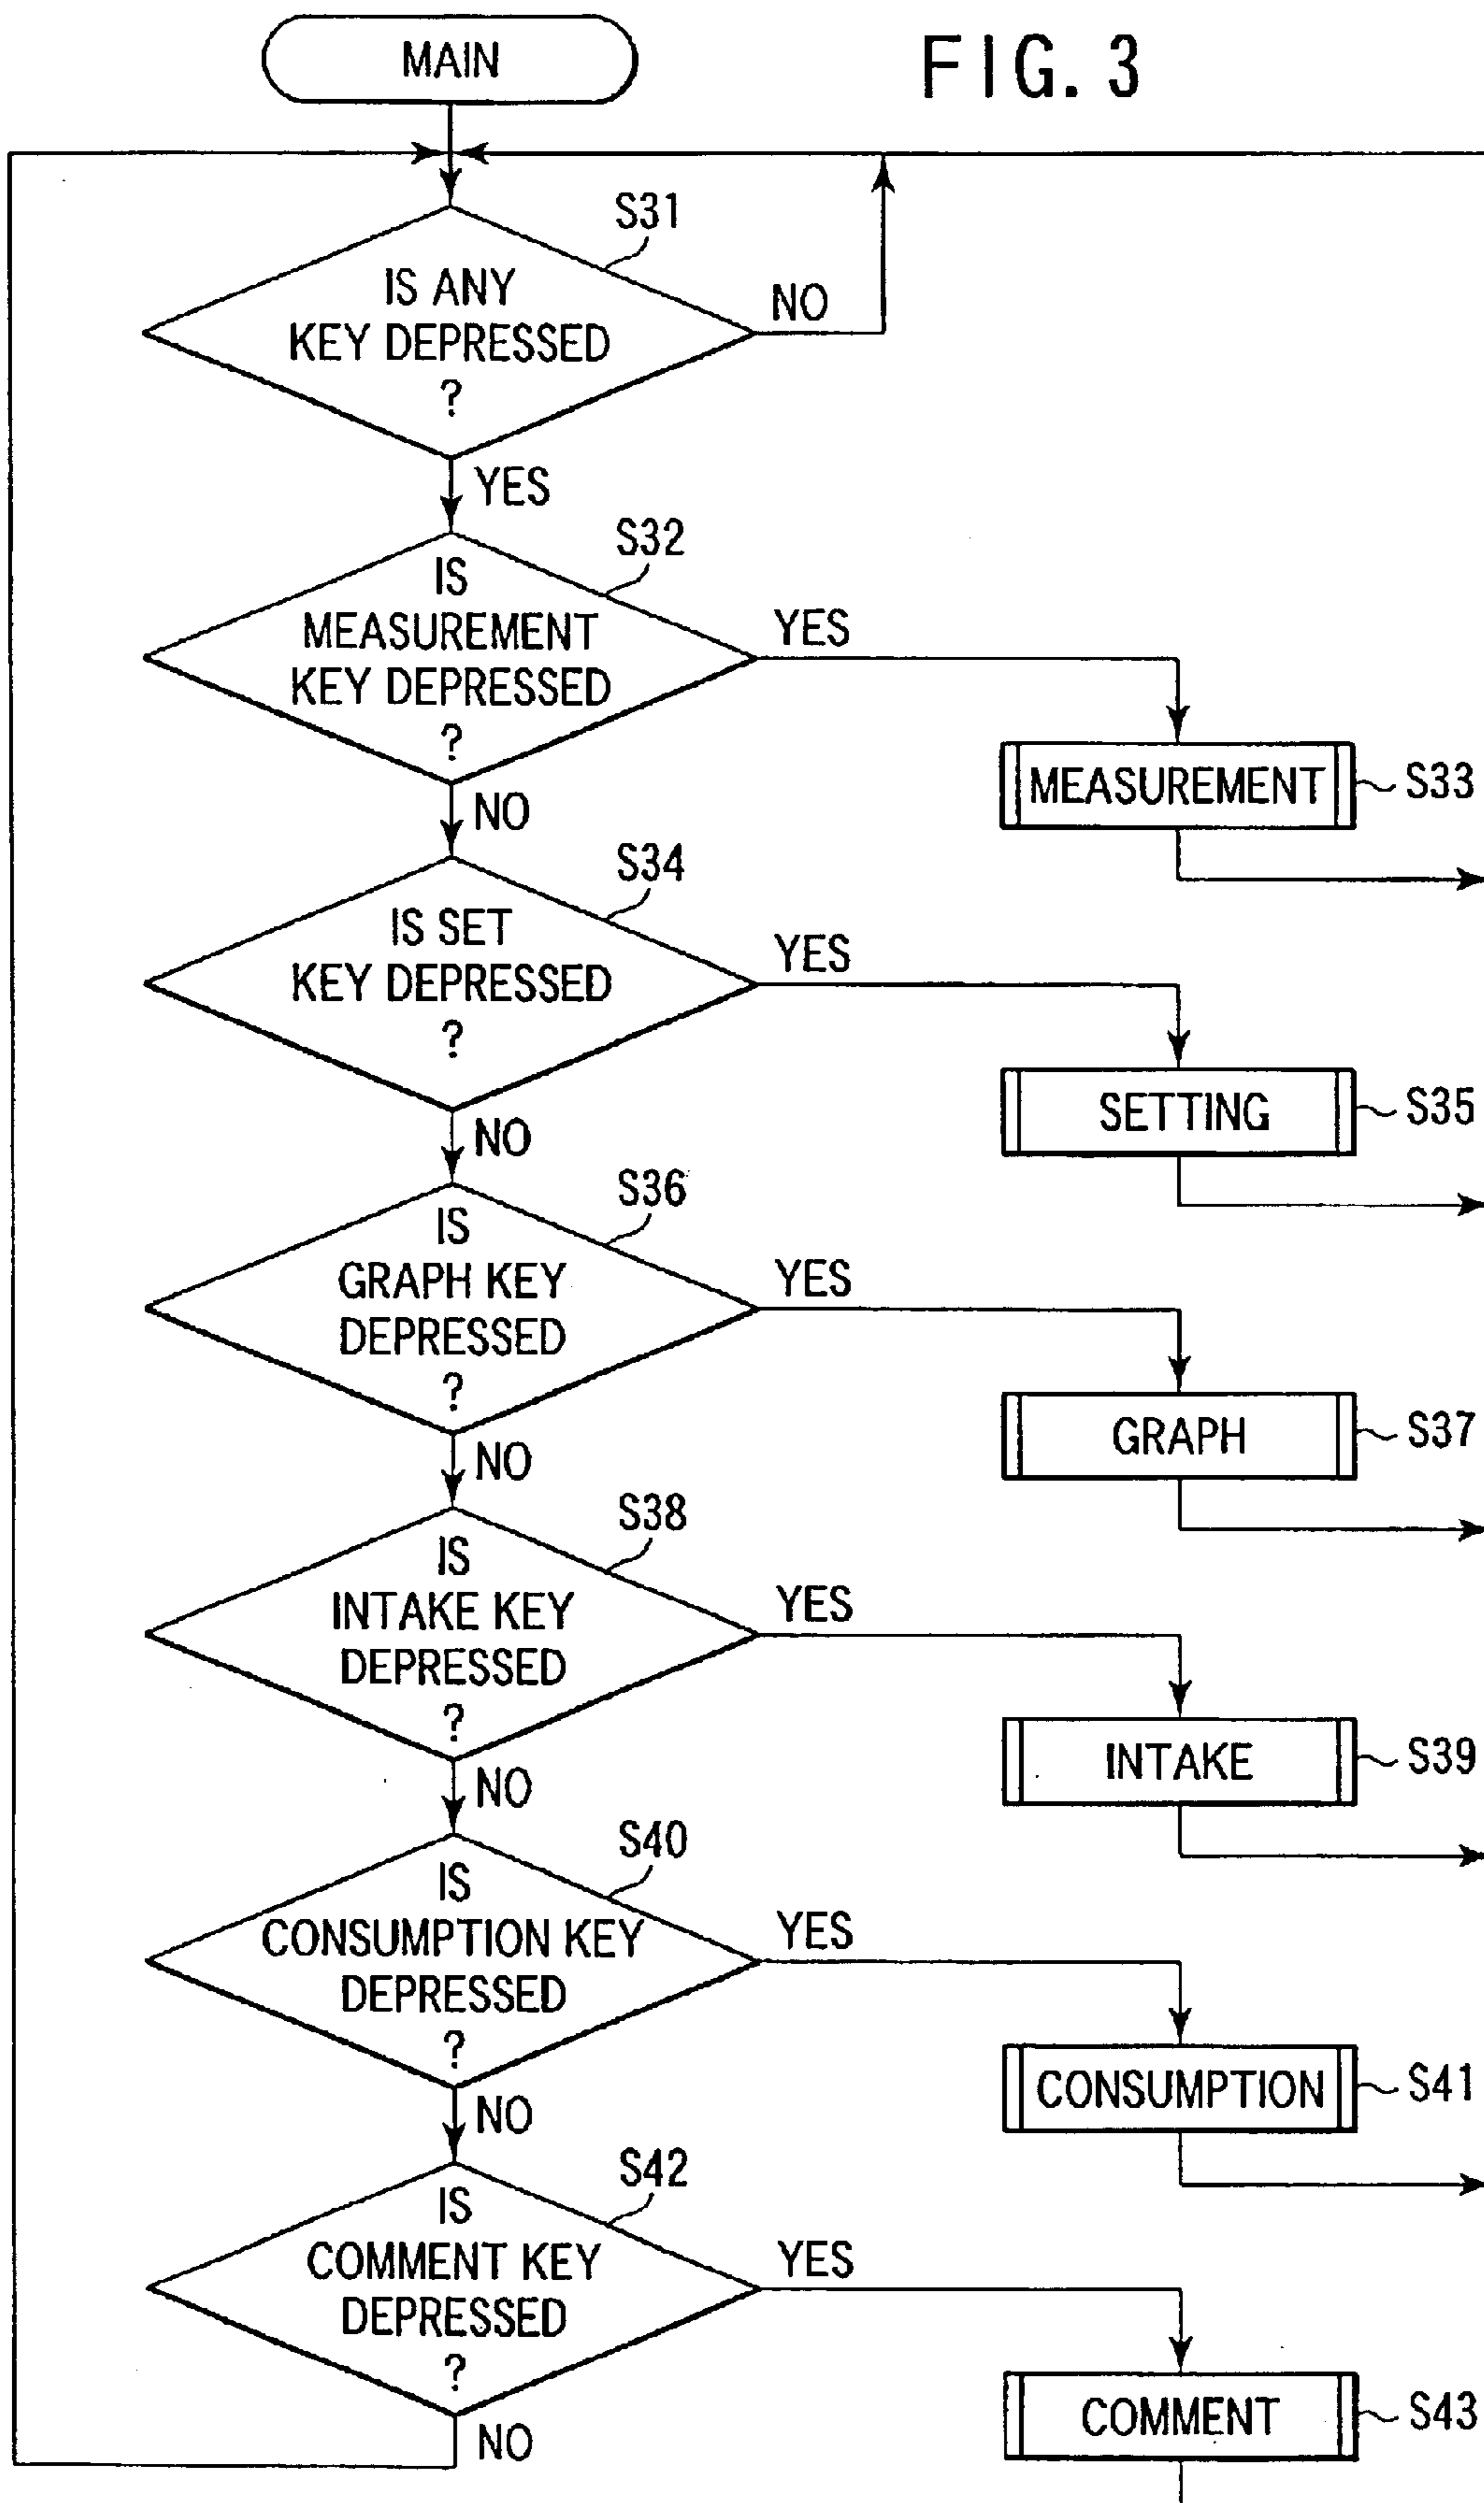 MAIN
FIG. 3
S31
IS ANY
KEY DEPRESSED
?
NO
YES
S32
IS
MEASUREMENT
KEY DEPRESSED
?
YES
MEASUREMENT
S33
NO
S34
IS SET
KEY DEPRESSED
?
YES
SETTING
S35
NO
S36
IS
GRAPH KEY
DEPRESSED
?
YES
GRAPH
S37
NO
S38
IS
INTAKE KEY
DEPRESSED
?
YES
INTAKE
S39
NO
S40
IS
CONSUMPTION KEY
DEPRESSED
?
YES
CONSUMPTION
S41
NO
S42
IS
COMMENT KEY
DEPRESSED
?
YES
COMMENT
S43
NO